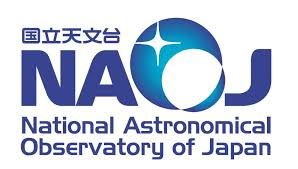 国立天文台
NAOJ
National Astronomical
Observatory of Japan